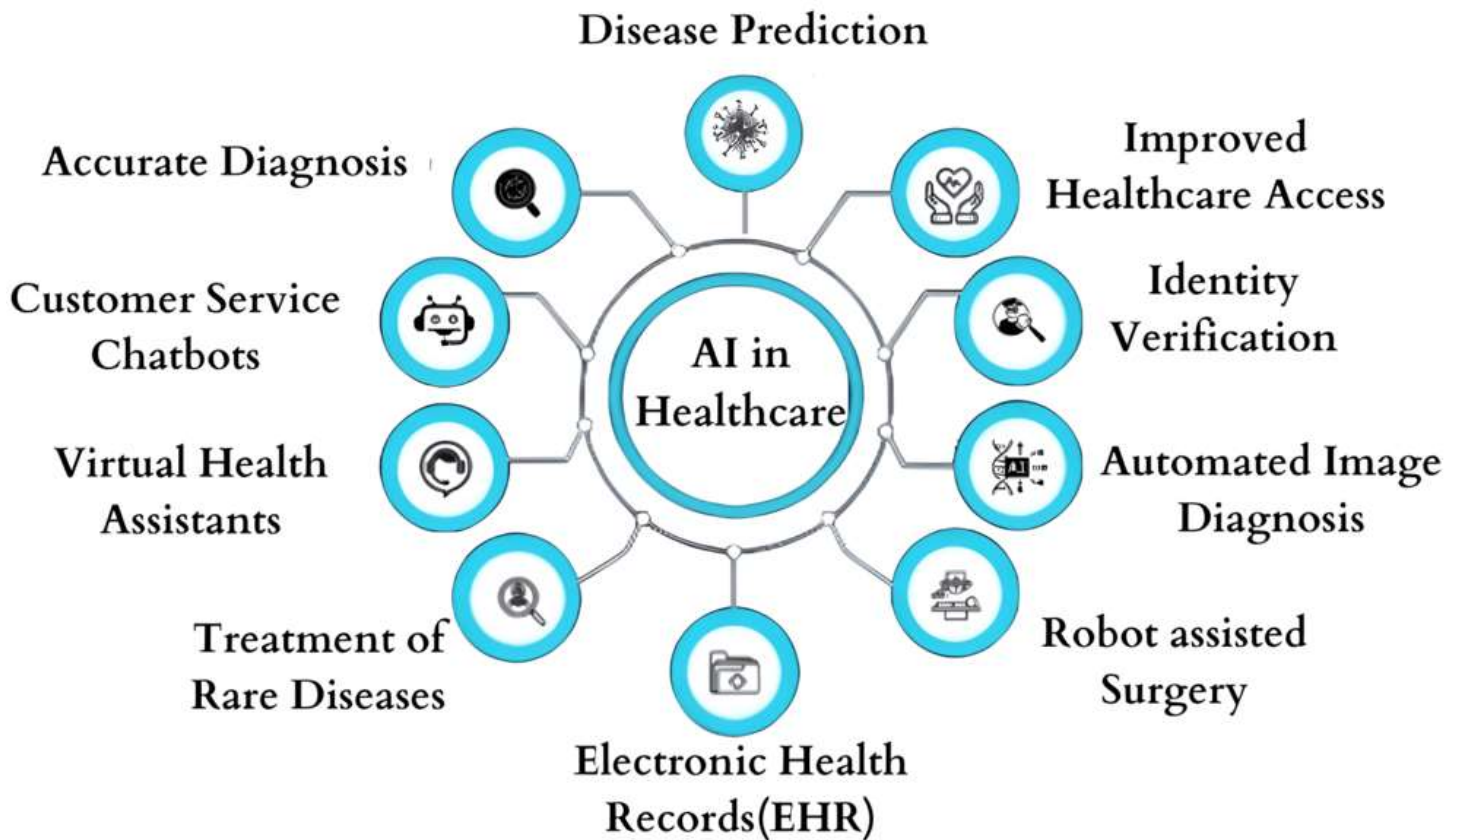 Disease Prediction
Accurate Diagnosis
Improved
Healthcare Access
Customer Service
Chatbots
Identity
Verification
AI in
Healthcare
Virtual Health
Assistants
Automated Image
Diagnosis
AI
Treatment of
Rare Diseases
Robot assisted
Surgery
Electronic Health
Records(EHR)